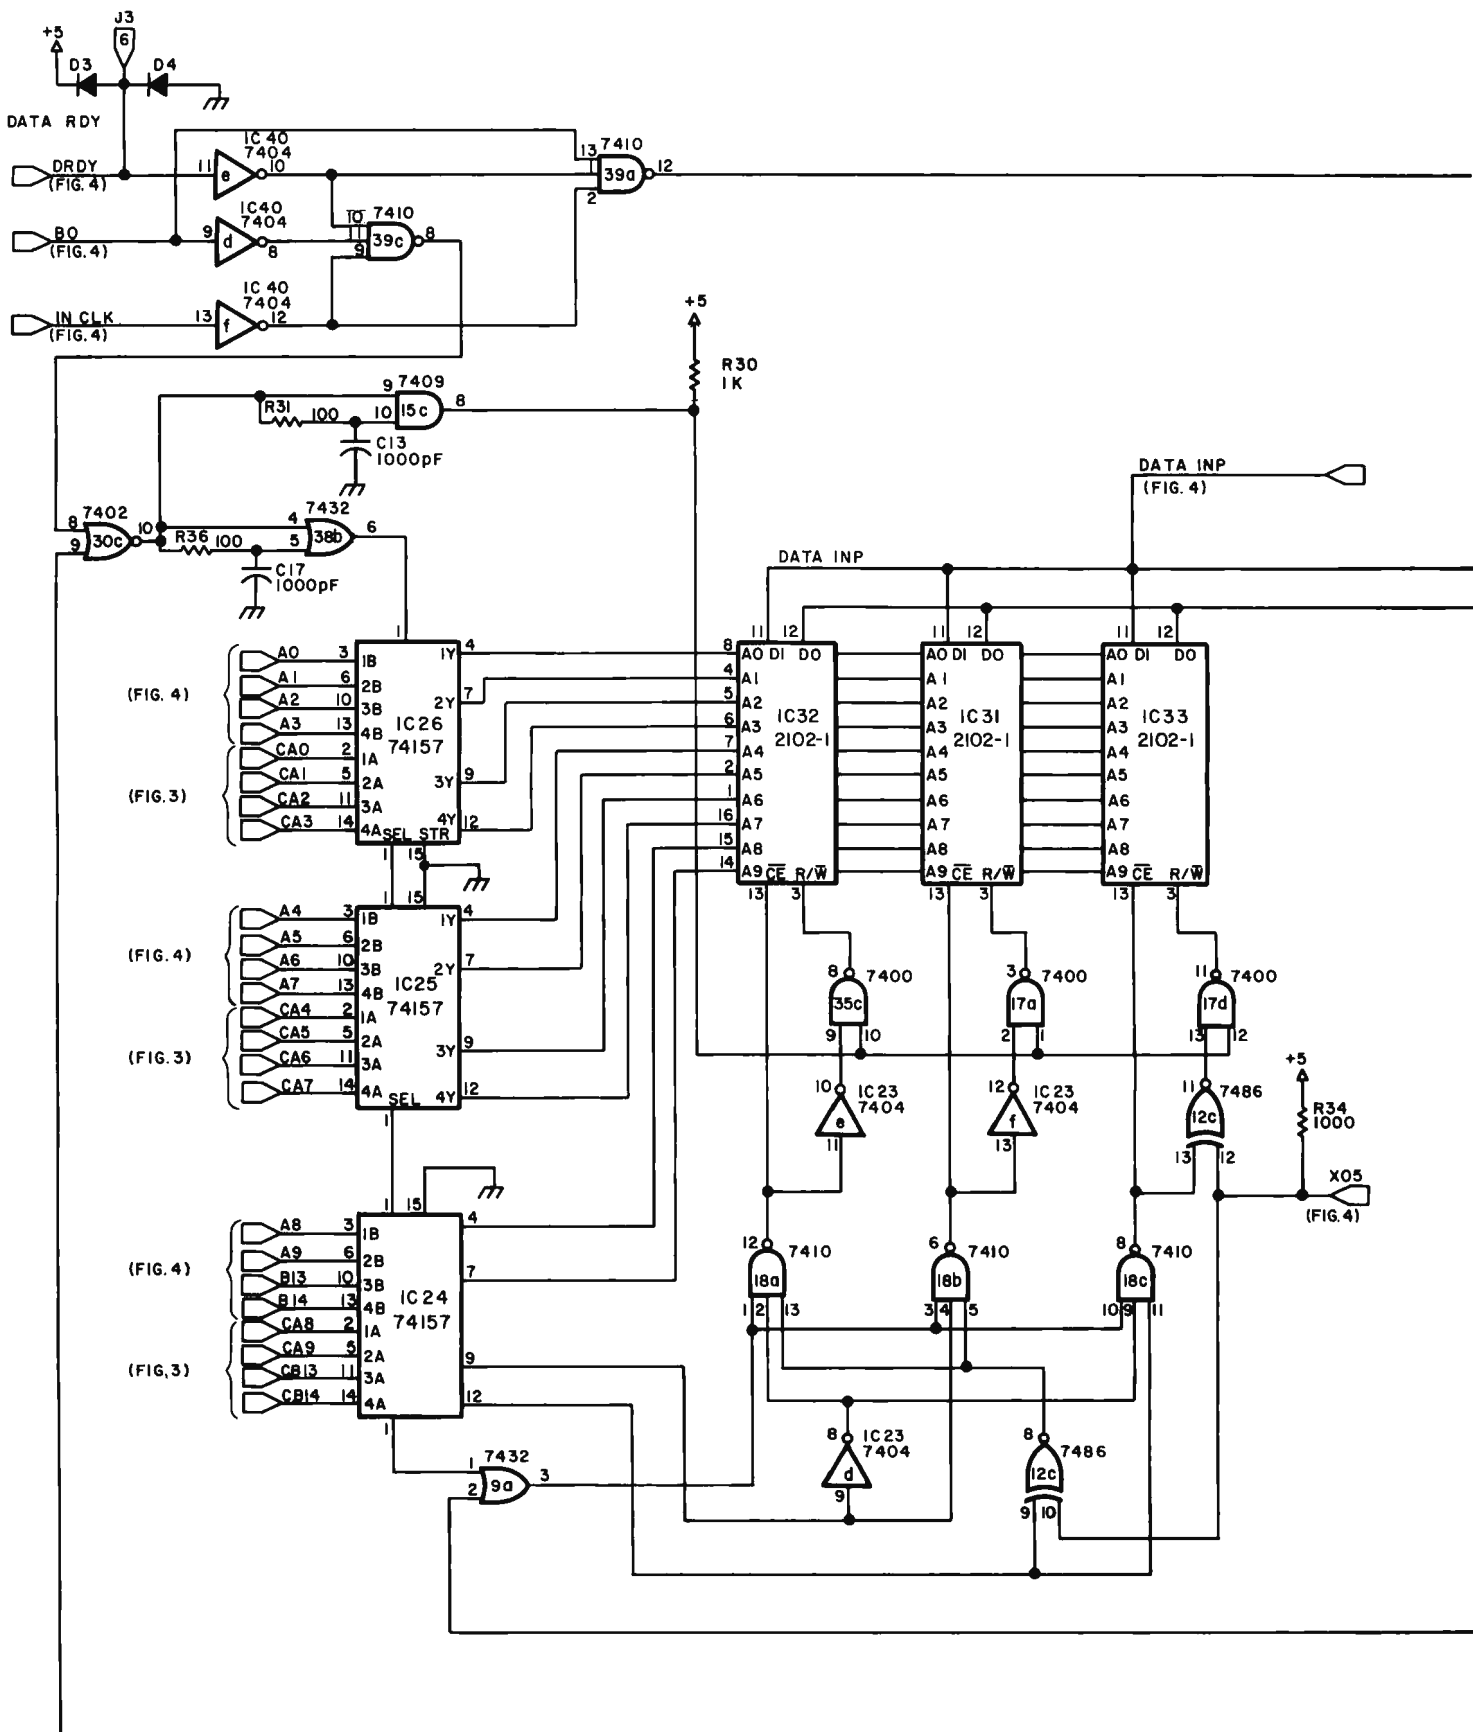 J3
+5
6
D3
D4
DATA RDY
IC 40
7404
7410
DRDY
(FIG. 4)
11
e
10
13
1
2
39a
12
IC40
7404
7410
BO
(FIG. 4)
9
d
8
10
11
9
39c
8
IC 40
7404
IN CLK
(FIG. 4)
13
f
12
+5
R30
1K
7409
9
R31
100
10
15c
8
C13
1000pF
DATA INP
(FIG. 4)
7402
8
9
30c
10
7432
4
R36
100
5
38b
6
C17
1000pF
DATA INP
1
11
12
11
12
11
12
(FIG. 4)
A0 3 1B 1Y 4
A1 6 2B 2Y 7
A2 10 3B
A3 13 4B
IC26
74157
(FIG. 3)
CA0 2 1A
CA1 5 2A 3Y 9
CA2 11 3A
CA3 14 4A 4Y 12
SEL STR
1 15
8 A0 DI DO
4 A1
5 A2
6 A3
7 A4
2 A5
1 A6
16 A7
15 A8
14 A9 CE R/W
IC32
2102-1
13 3
A0 DI DO
A1
A2
A3
A4
A5
A6
A7
A8
A9 CE R/W
IC31
2102-1
13 3
A0 DI DO
A1
A2
A3
A4
A5
A6
A7
A8
A9 CE R/W
IC33
2102-1
13 3
15
(FIG. 4)
A4 3 1B 1Y 4
A5 6 2B
A6 10 3B 2Y 7
A7 13 4B
IC25
74157
(FIG. 3)
CA4 2 1A
CA5 5 2A 3Y 9
CA6 11 3A
CA7 14 4A 4Y 12
SEL
1
8 7400
35c
9 10
3 7400
17a
2 1
11 7400
17d
13 12
10 IC23
7404
e
11
12 IC23
7404
f
13
11 7486
12c
13 12
+5
R34
1000
X05
(FIG. 4)
1 15
(FIG. 4)
A8 3 1B 4
A9 6 2B 7
B13 10 3B
B14 13 4B
IC24
74157
(FIG, 3)
CA8 2 1A
CA9 5 2A 9
CB13 11 3A
CB14 14 4A 12
1
12 7410
18a
1 2 13
6 7410
18b
3 4 5
8 7410
18c
10 9 11
7432
1
2
9a
3
8 IC23
7404
d
9
8 7486
12c
9 10